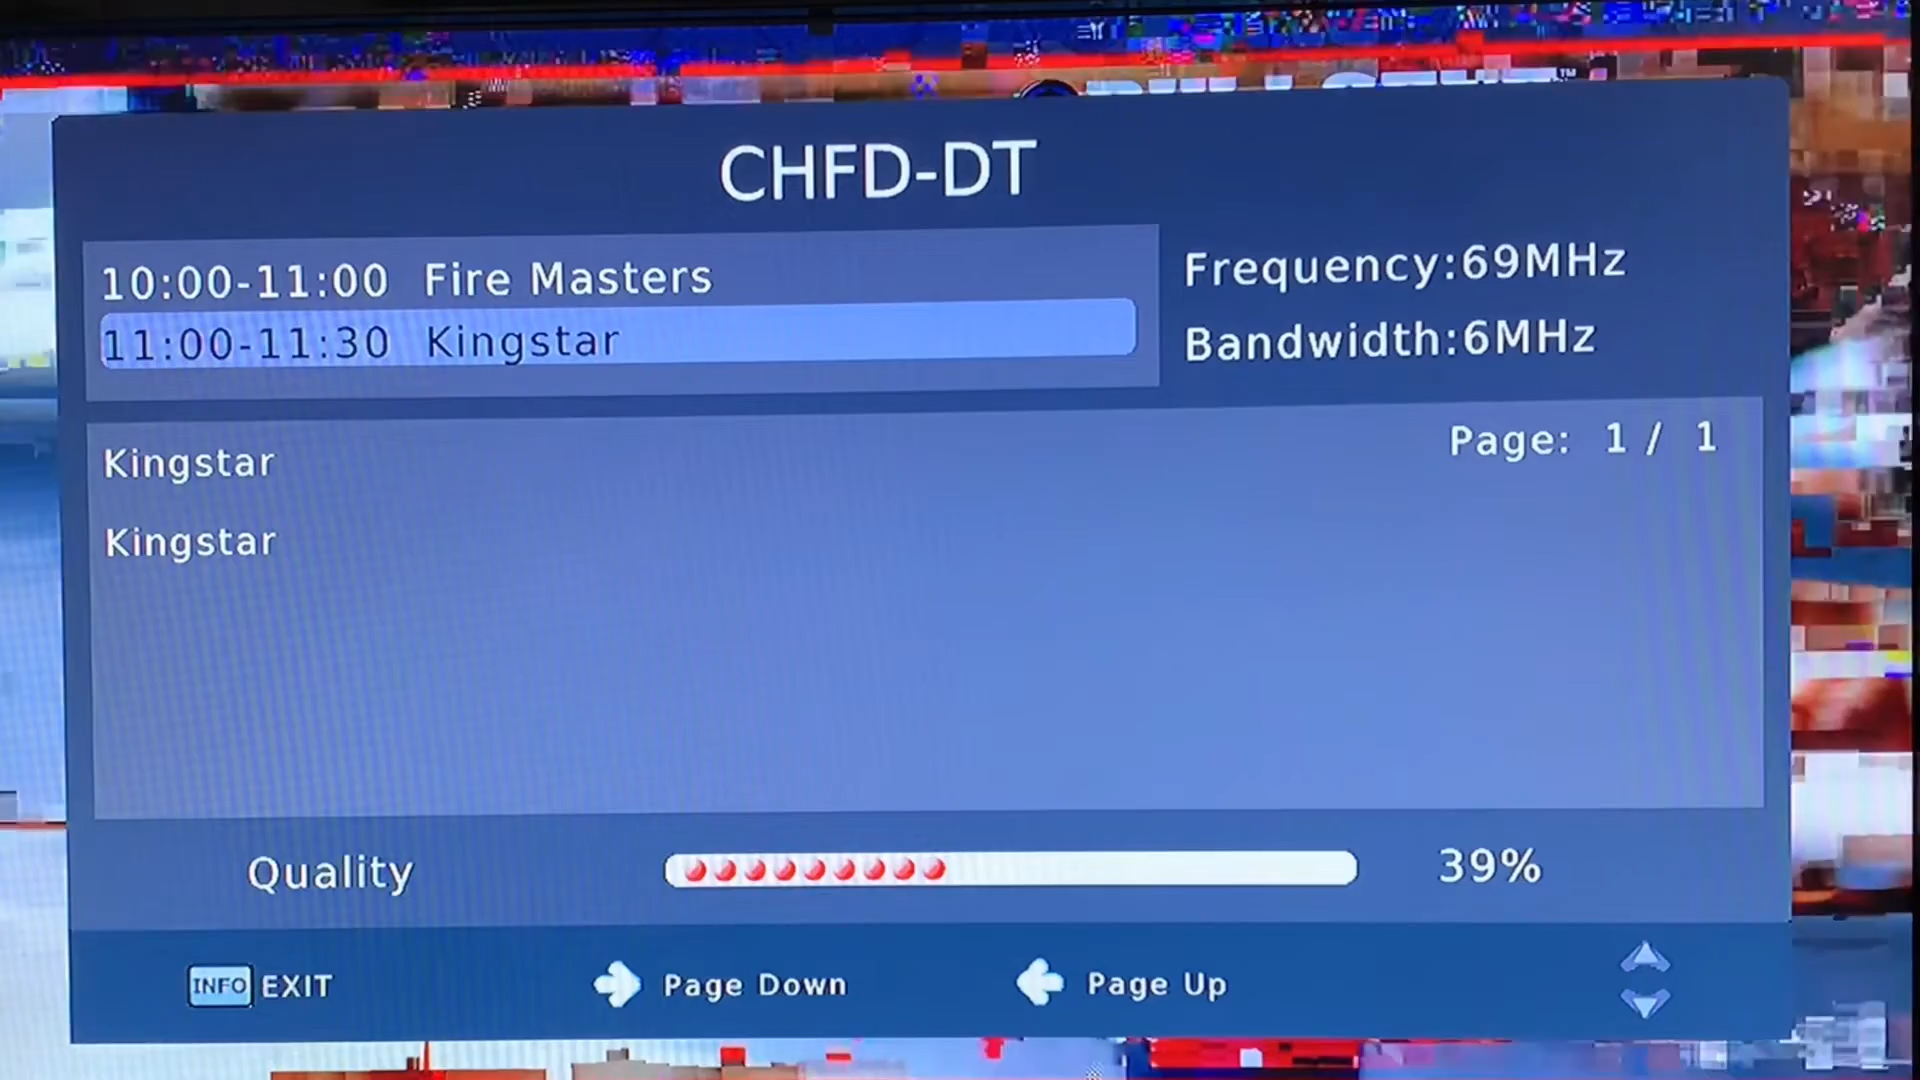 CHFD-DT
10:00-11:00 Fire Masters
11:00-11:30 Kingstar
Frequency:69MHz
Bandwidth:6MHz
Page: 1 / 1
Kingstar
Kingstar
Quality 39%
INFO EXIT Page Down Page Up